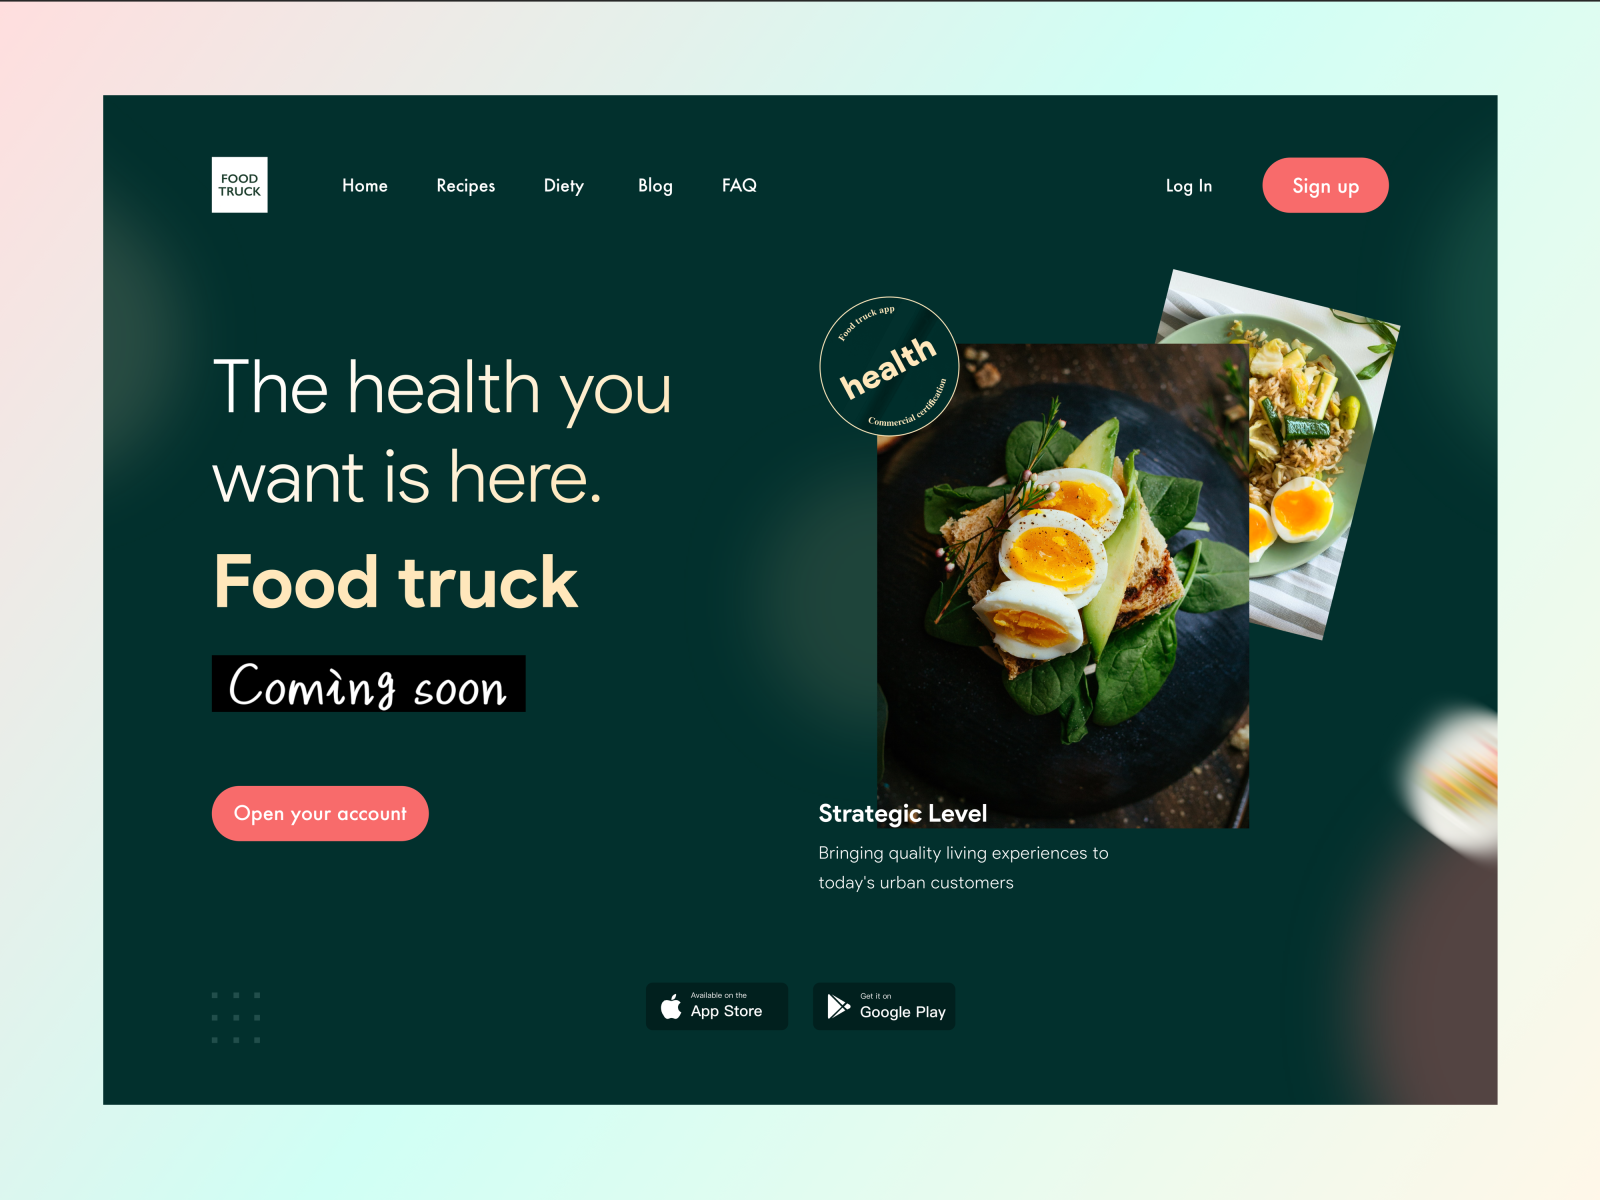 FOOD
TRUCK
Home
Recipes
Diety
Blog
FAQ
Log In
Sign up
The health you
want is here.
Food truck
Coming soon
Open your account
Food truck app
health
Commercial certification
Strategic Level
Bringing quality living experiences to
today's urban customers
Available on the
App Store
Get it on
Google Play